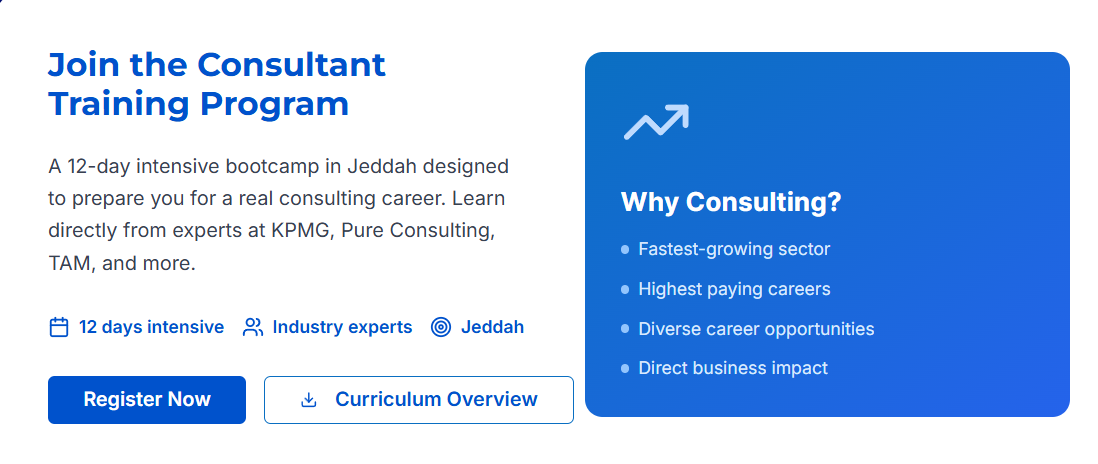 Join the Consultant
Training Program
A 12-day intensive bootcamp in Jeddah designed
to prepare you for a real consulting career. Learn
directly from experts at KPMG, Pure Consulting,
TAM, and more.
12 days intensive
Industry experts
Jeddah
Register Now
Curriculum Overview
Why Consulting?
Fastest-growing sector
Highest paying careers
Diverse career opportunities
Direct business impact